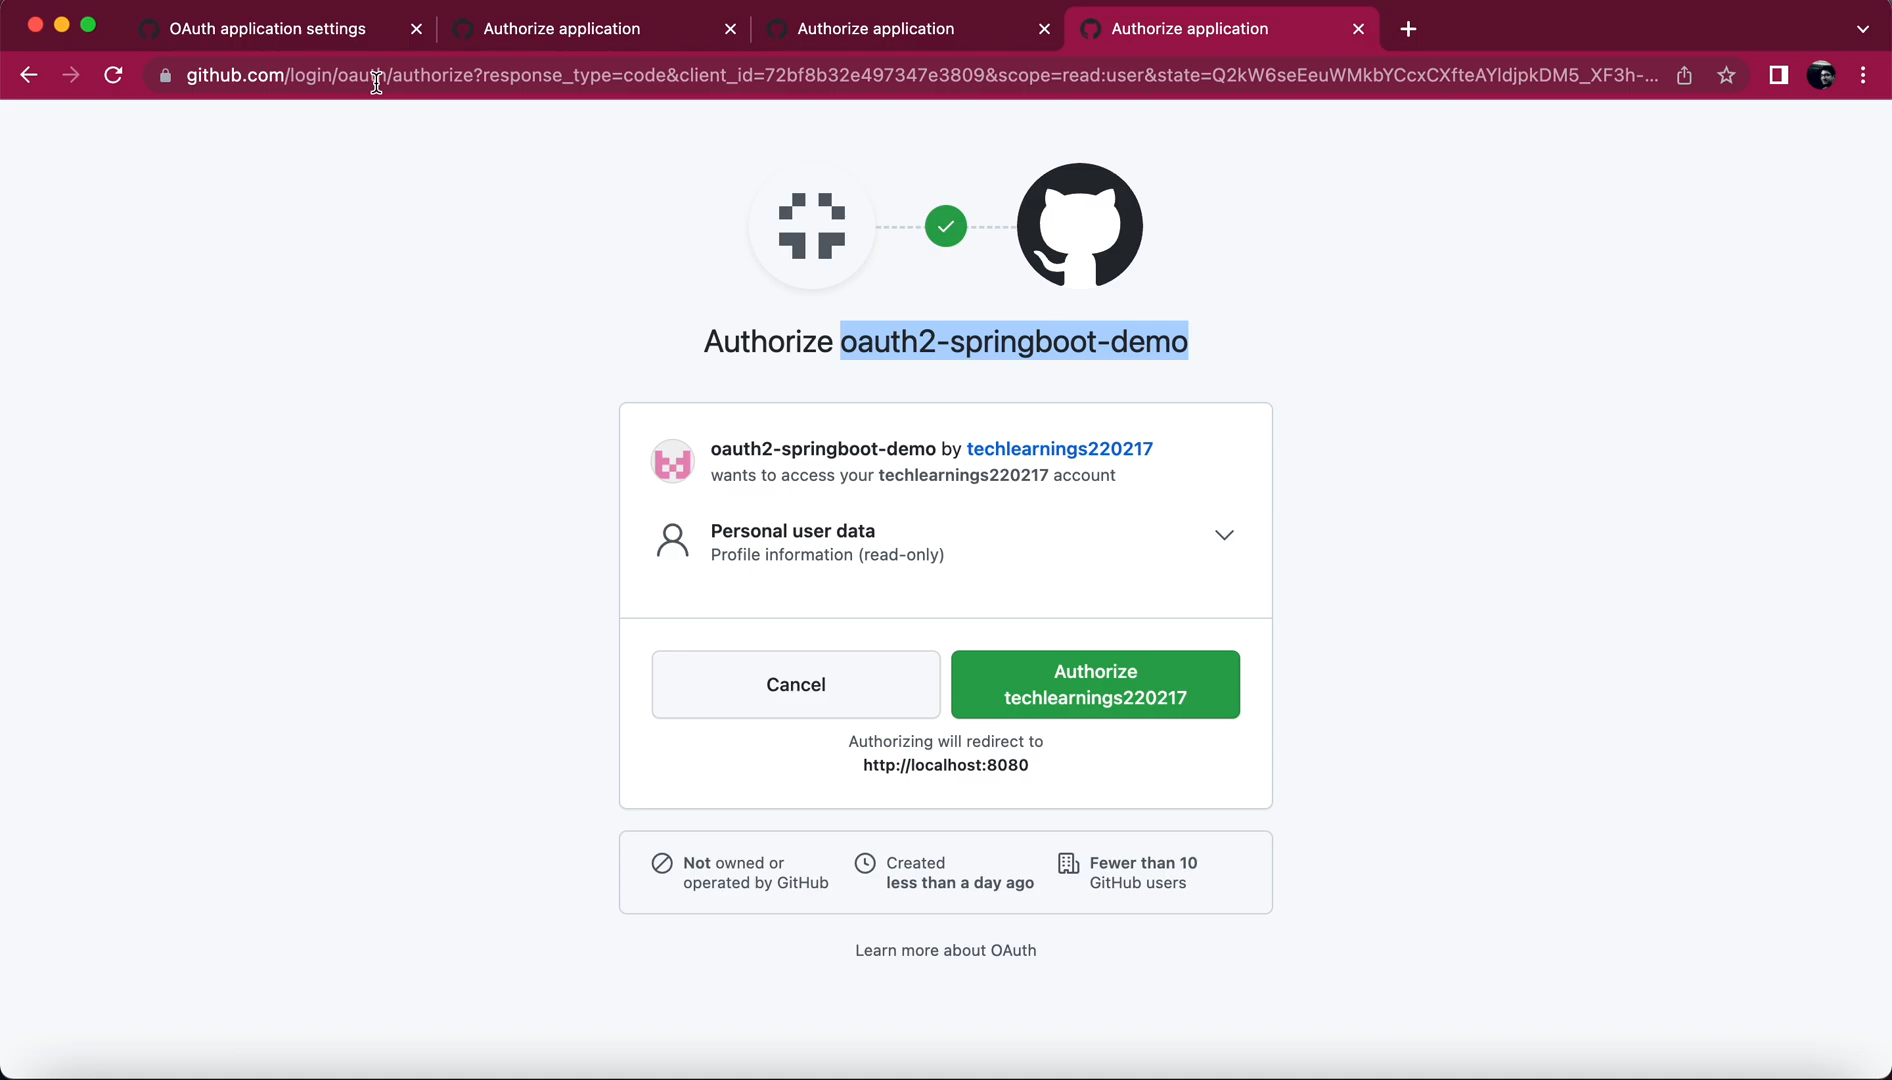 OAuth application settings
Authorize application
Authorize application
Authorize application
github.com/login/oauth/authorize?response_type=code&client_id=72bf8b32e497347e3809&scope=read:user&state=Q2kW6seEeuWMkbYCcxCXfteAYldjpkDM5_XF3h-...
Authorize oauth2-springboot-demo
oauth2-springboot-demo by techlearnings220217
wants to access your techlearnings220217 account
Personal user data
Profile information (read-only)
Cancel
Authorize
techlearnings220217
Authorizing will redirect to
http://localhost:8080
Not owned or
operated by GitHub
Created
less than a day ago
Fewer than 10
GitHub users
Learn more about OAuth